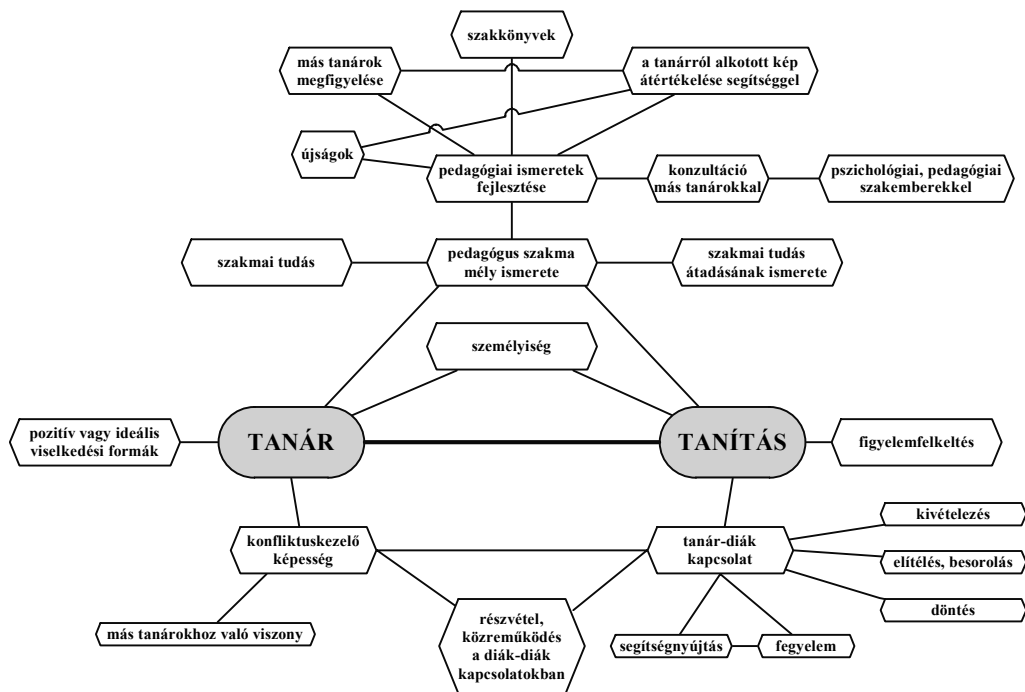 szakkönyvek
más tanárok
megfigyelése
a tanárról alkotott kép
átértékelése segítséggel
újságok
pedagógiai ismeretek
fejlesztése
konzultáció
más tanárokkal
pszichológiai, pedagógiai
szakemberekkel
szakmai tudás
pedagógus szakma
mély ismerete
szakmai tudás
átadásának ismerete
személyiség
pozitív vagy ideális
viselkedési formák
TANÁR
TANÍTÁS
figyelemfelkeltés
konfliktuskezelő
képesség
tanár-diák
kapcsolat
kivételezés
elítélés, besorolás
döntés
más tanárokhoz való viszony
részvétel,
közreműködés
a diák-diák
kapcsolatokban
segítségnyújtás
fegyelem